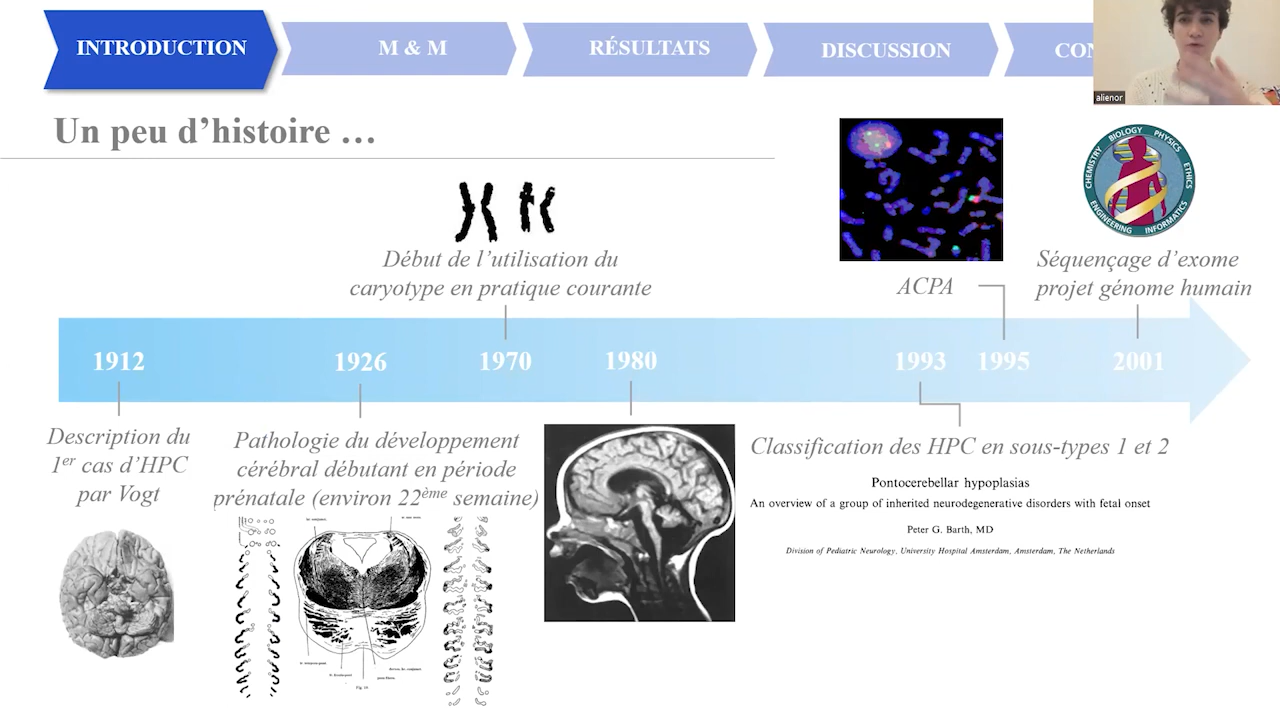 INTRODUCTION
M & M
RÉSULTATS
DISCUSSION
CON
alienor
Un peu d’histoire …
CHEMISTRY BIOLOGY PHYSICS ETHICS INFORMATICS ENGINEERING
Début de l’utilisation du
caryotype en pratique courante
ACPA
Séquençage d’exome
projet génome humain
1912
1926
1970
1980
1993
1995
2001
Description du
1er cas d’HPC
par Vogt
Pathologie du développement
cérébral débutant en période
prénatale (environ 22ème semaine)
Classification des HPC en sous-types 1 et 2
Pontocerebellar hypoplasias
An overview of a group of inherited neurodegenerative disorders with fetal onset
Peter G. Barth, MD
Division of Pediatric Neurology, University Hospital Amsterdam, Amsterdam, The Netherlands